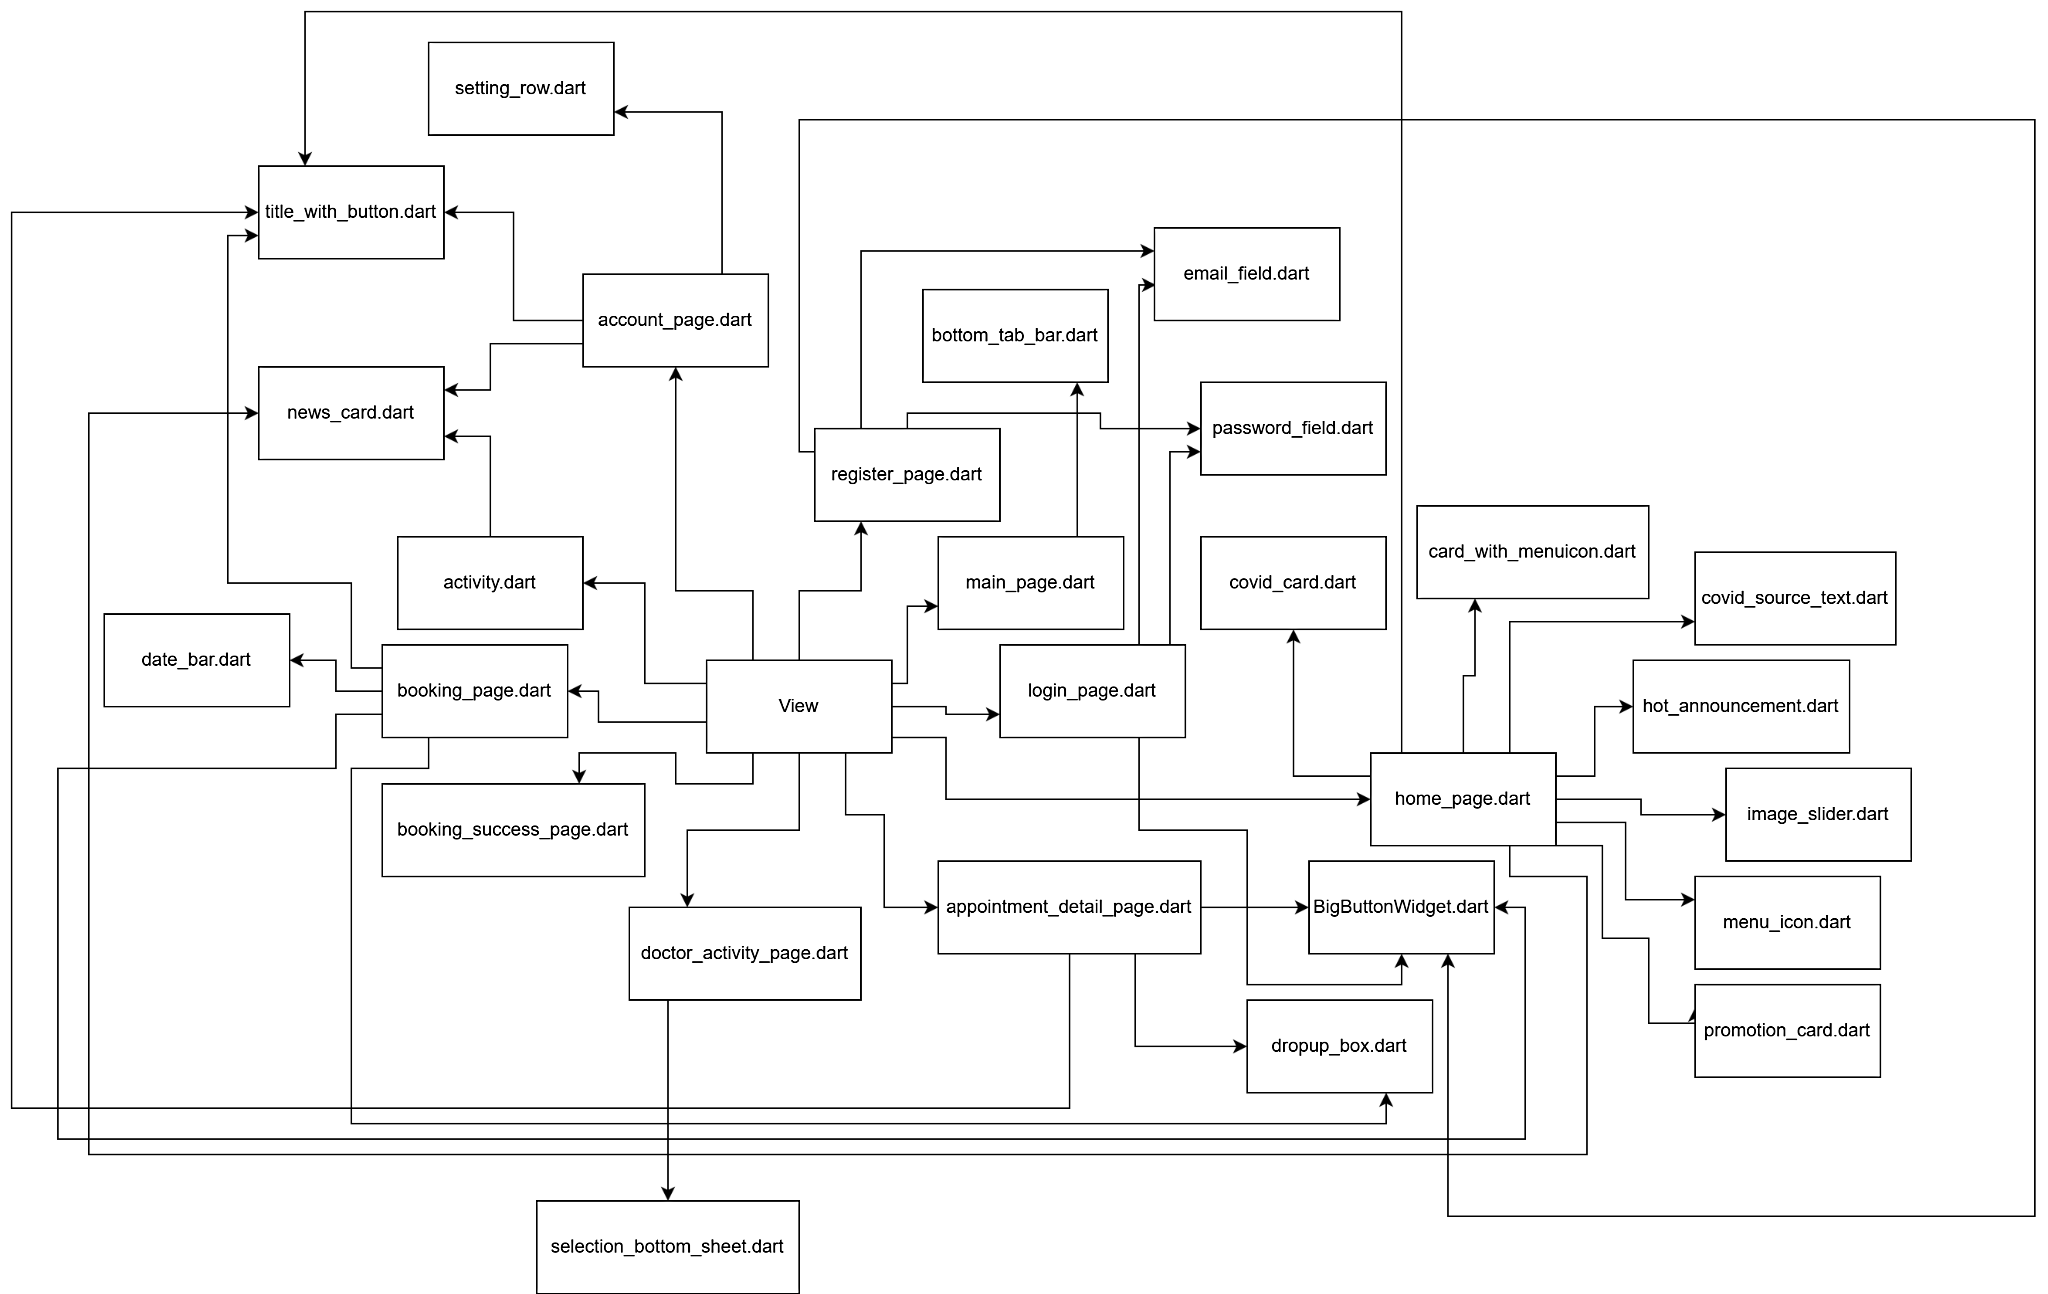 setting_row.dart
title_with_button.dart
email_field.dart
account_page.dart
bottom_tab_bar.dart
news_card.dart
password_field.dart
register_page.dart
card_with_menuicon.dart
activity.dart
main_page.dart
covid_card.dart
covid_source_text.dart
date_bar.dart
booking_page.dart
View
login_page.dart
hot_announcement.dart
home_page.dart
image_slider.dart
booking_success_page.dart
appointment_detail_page.dart
BigButtonWidget.dart
menu_icon.dart
doctor_activity_page.dart
promotion_card.dart
dropup_box.dart
selection_bottom_sheet.dart